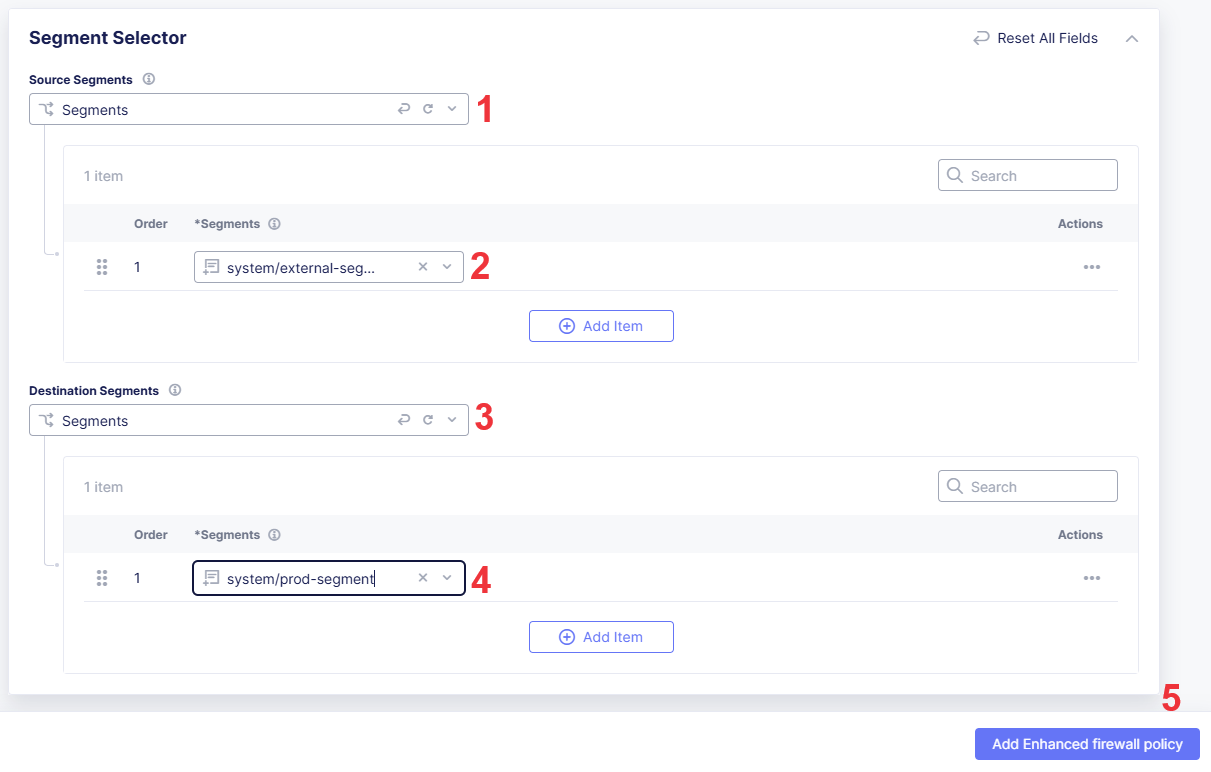 Segment Selector
Reset All Fields
Source Segments
Segments
1
1 item
Search
Order
*Segments
Actions
1
system/external-seg...
2
Add Item
Destination Segments
Segments
3
1 item
Search
Order
*Segments
Actions
1
system/prod-segment
4
Add Item
5
Add Enhanced firewall policy